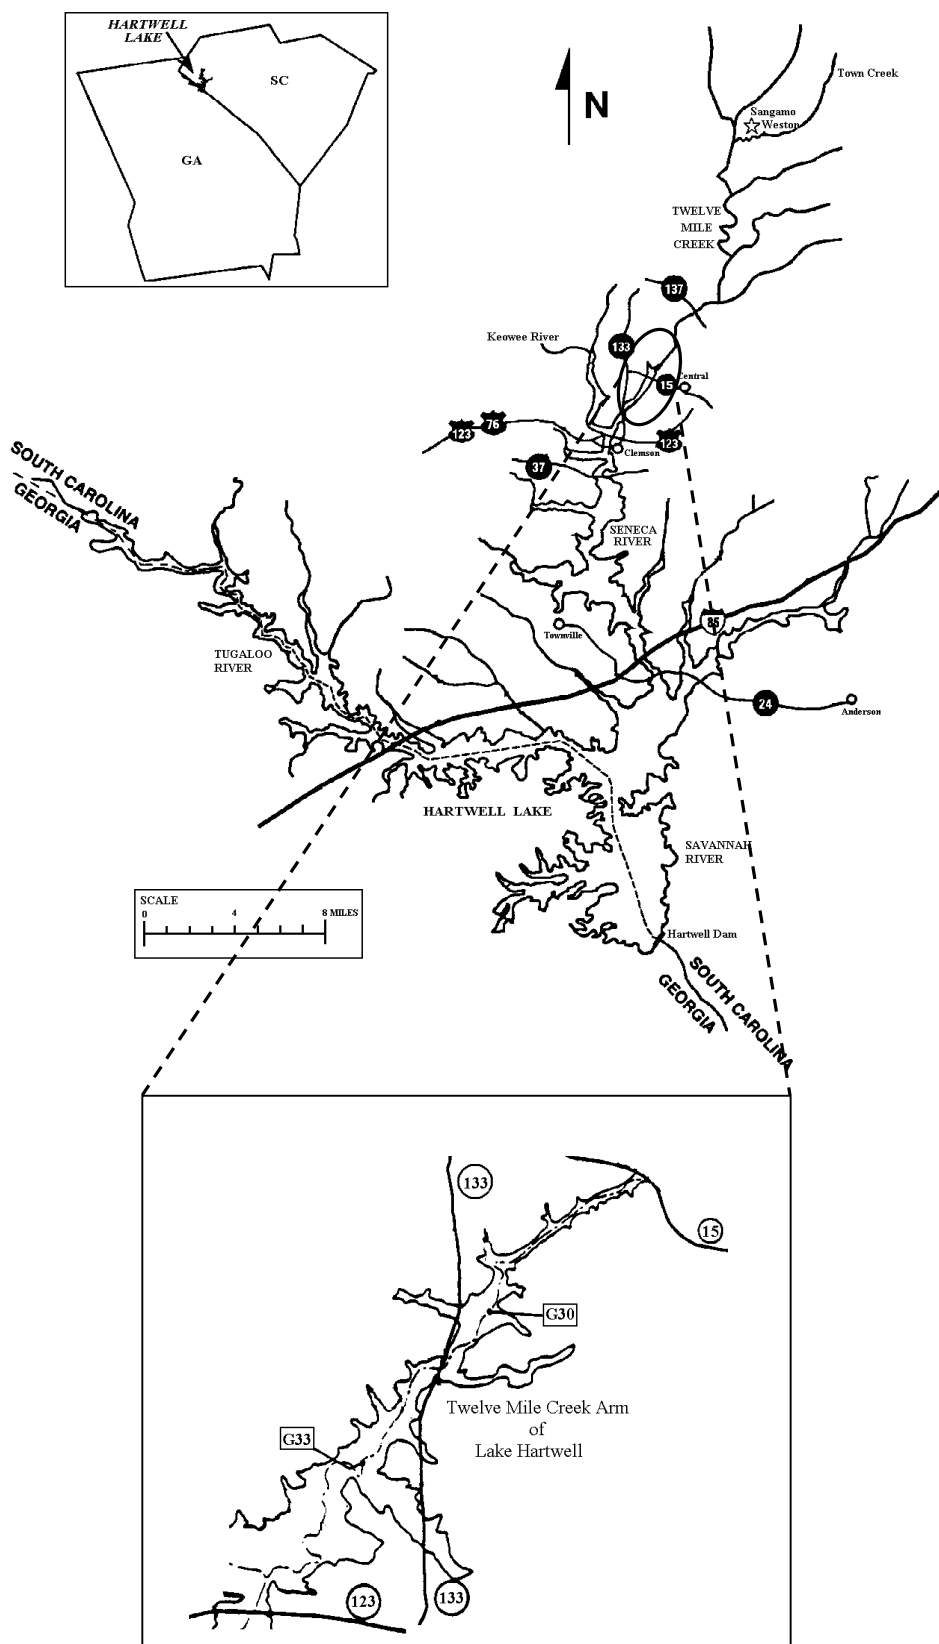 HARTWELL
LAKE
SC
GA
N
Town Creek
Sangamo
Weston
TWELVE
MILE
CREEK
137
Keowee River
133
15
Central
123
76
123
Clemson
37
SOUTH CAROLINA
GEORGIA
SENECA
RIVER
85
Townville
TUGALOO
RIVER
24
Anderson
HARTWELL LAKE
SAVANNAH
RIVER
SCALE
0
4
8 MILES
Hartwell Dam
SOUTH CAROLINA
GEORGIA
133
15
G30
Twelve Mile Creek Arm
of
Lake Hartwell
G33
123
133